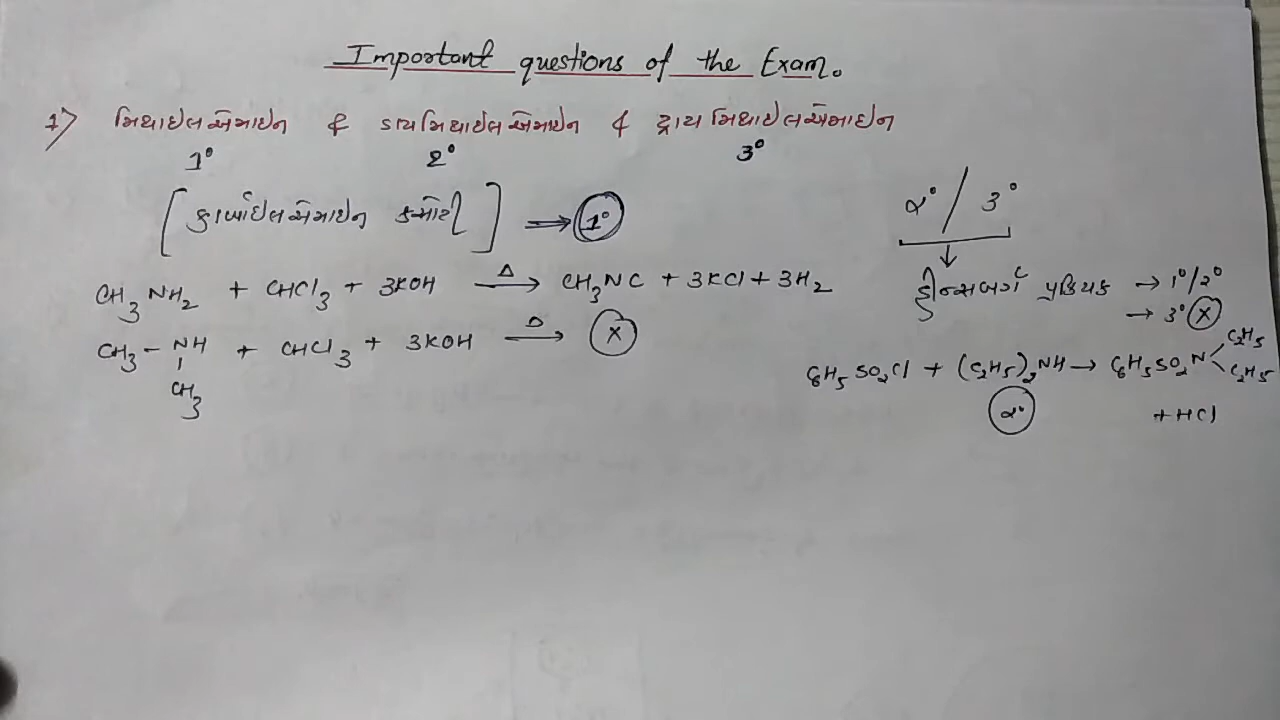 Important questions of the Exam.
1> મિથાઈલએમાઈન & ડાયમિથાઈલએમાઈન & ટ્રાયમિથાઈલએમાઈન
1° 2° 3°
[કાર્બાઈલએમાઈન કસોટી] ⟹ 1°
CH3NH2 + CHCl3 + 3KOH —Δ→ CH3NC + 3KCl + 3H2
CH3 – NH + CHCl3 + 3KOH —Δ→ X
|
CH3
2° / 3°
↓
હીન્સબર્ગ પ્રક્રિયક → 1°/2°
→ 3° X
C6H5SO2Cl + (C2H5)2NH → C6H5SO2N C2H5
C2H5
2° + HCl